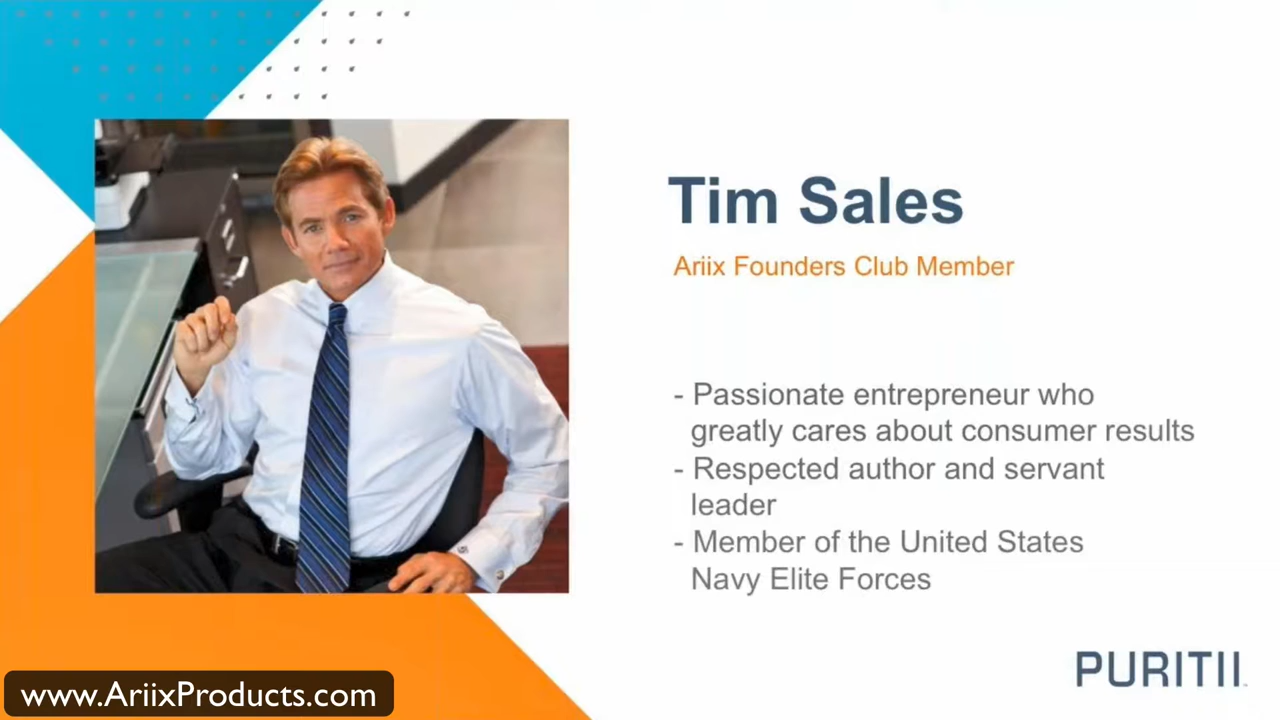 Tim Sales
Ariix Founders Club Member
- Passionate entrepreneur who
greatly cares about consumer results
- Respected author and servant
leader
- Member of the United States
Navy Elite Forces
PURITII
www.AriixProducts.com